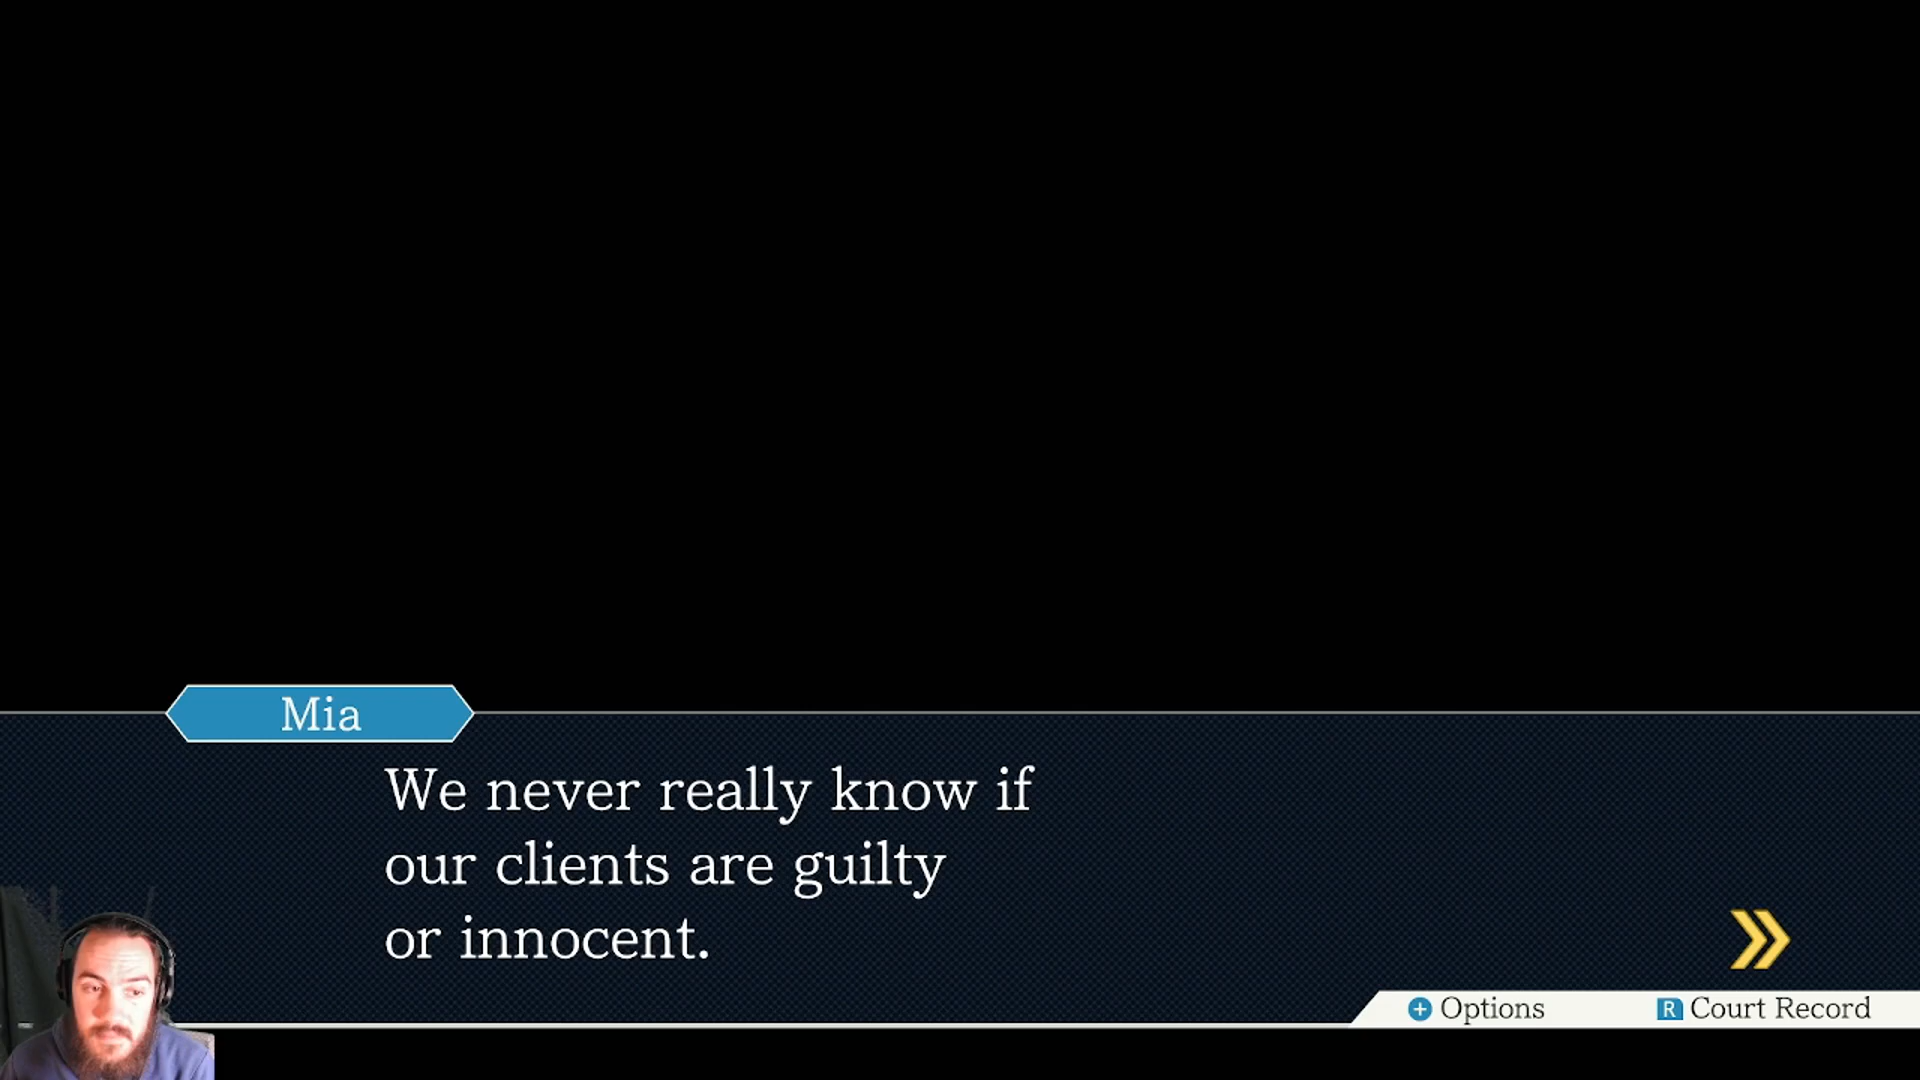 Mia
We never really know if
our clients are guilty
or innocent.
+ Options
R Court Record